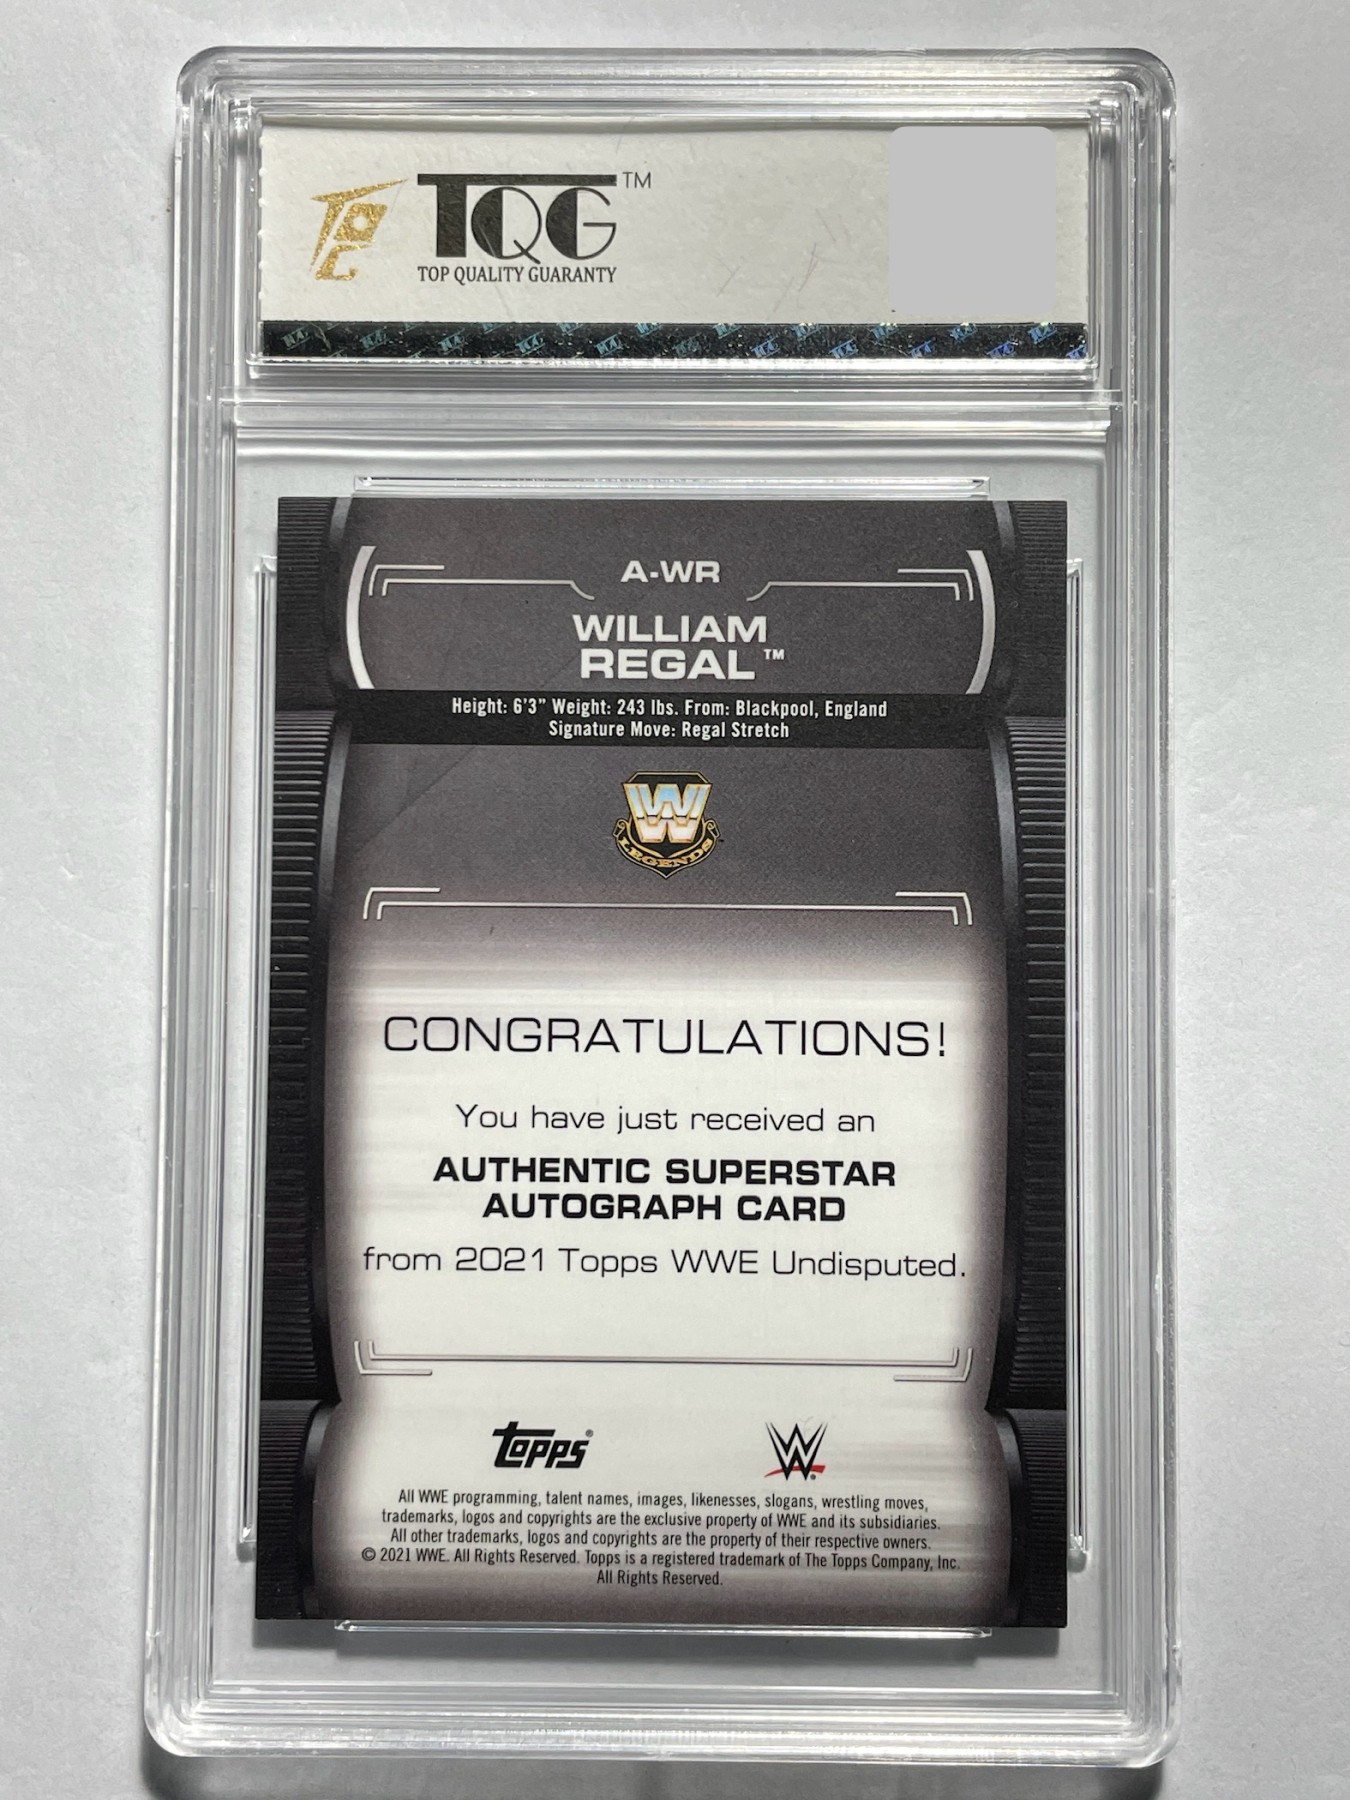 TQG™
TOP QUALITY GUARANTY
A-WR
WILLIAM
REGAL™
Height: 6'3" Weight: 243 lbs. From: Blackpool, England
Signature Move: Regal Stretch
W
LEGENDS
CONGRATULATIONS!
You have just received an
AUTHENTIC SUPERSTAR
AUTOGRAPH CARD
from 2021 Topps WWE Undisputed.
topps®
W
All WWE programming, talent names, images, likenesses, slogans, wrestling moves,
trademarks, logos and copyrights are the exclusive property of WWE and its subsidiaries.
All other trademarks, logos and copyrights are the property of their respective owners.
© 2021 WWE. All Rights Reserved. Topps is a registered trademark of The Topps Company, Inc.
All Rights Reserved.